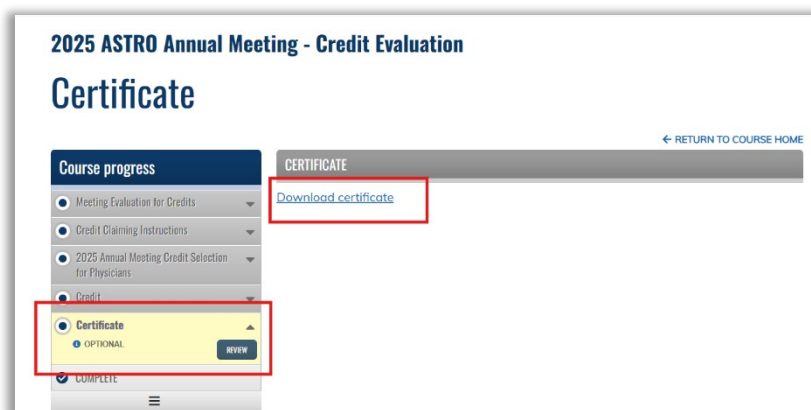 2025 ASTRO Annual Meeting - Credit Evaluation
Certificate
← RETURN TO COURSE HOME
Course progress
Meeting Evaluation for Credits
Credit Claiming Instructions
2025 Annual Meeting Credit Selection
for Physicians
Credit
Certificate
OPTIONAL
REVIEW
COMPLETE
CERTIFICATE
Download certificate